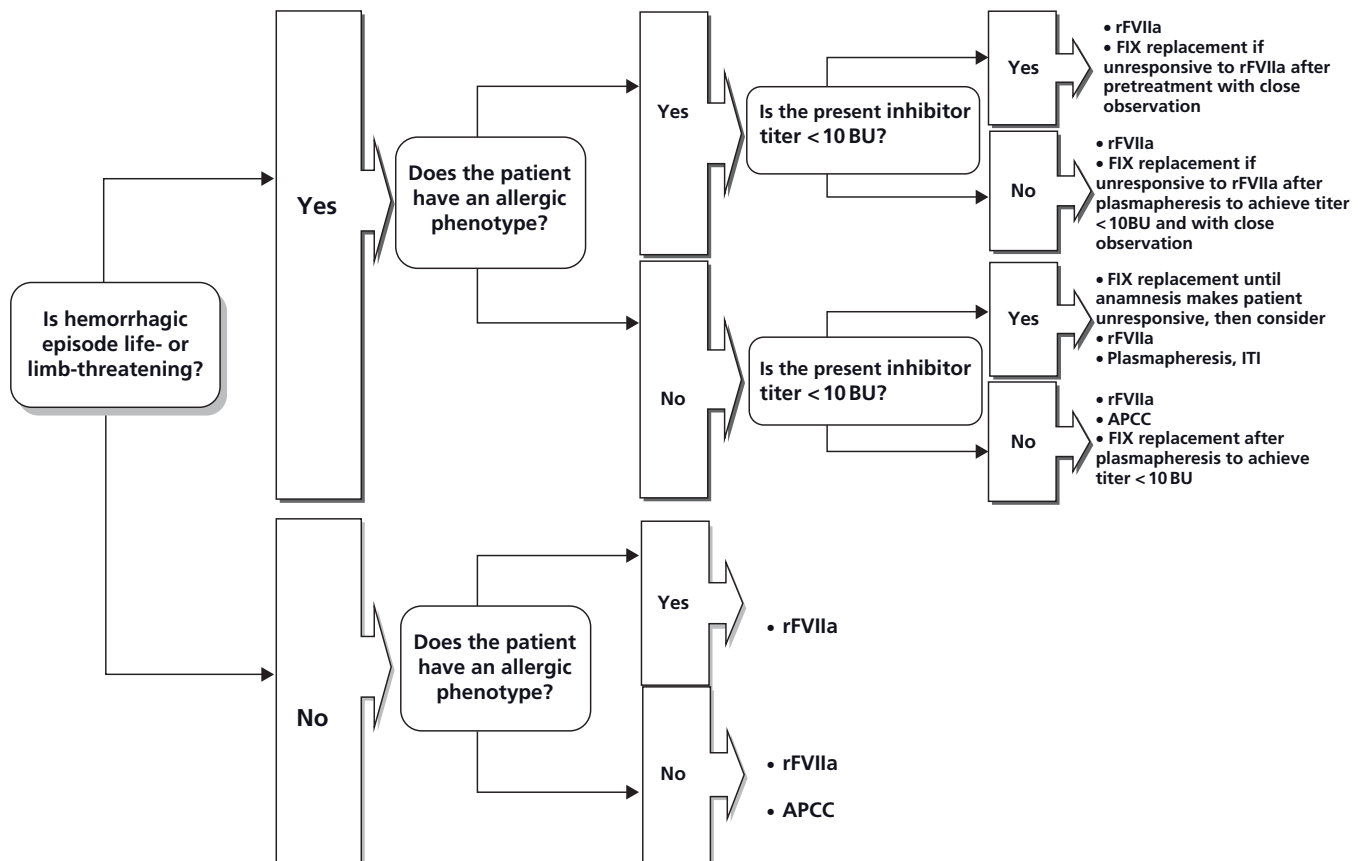 Is hemorrhagic
episode life- or
limb-threatening?
Yes
Does the patient
have an allergic
phenotype?
Yes
Is the present inhibitor
titer < 10 BU?
Yes
• rFVIIa
• FIX replacement if
unresponsive to rFVIIa after
pretreatment with close
observation
No
• rFVIIa
• FIX replacement if
unresponsive to rFVIIa after
plasmapheresis to achieve titer
< 10BU and with close
observation
No
Is the present inhibitor
titer < 10 BU?
Yes
• FIX replacement until
anamnesis makes patient
unresponsive, then consider
• rFVIIa
• Plasmapheresis, ITI
No
• rFVIIa
• APCC
• FIX replacement after
plasmapheresis to achieve
titer < 10 BU
No
Does the patient
have an allergic
phenotype?
Yes
• rFVIIa
No
• rFVIIa
• APCC